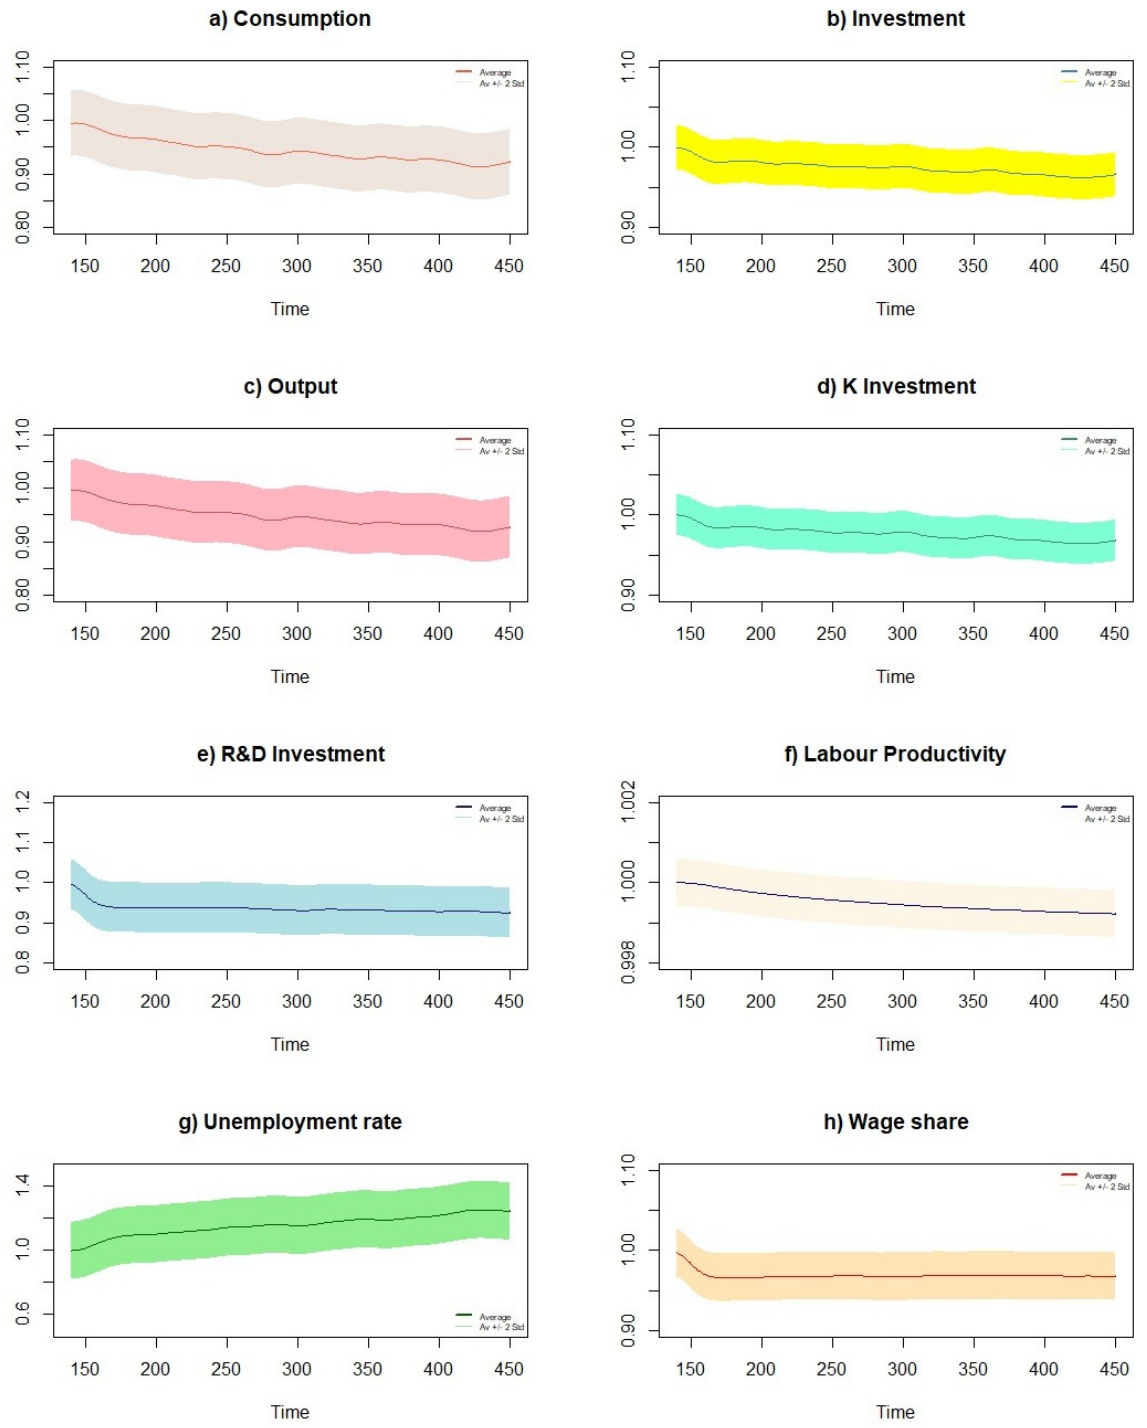 a) Consumption
1.10
1.00
0.90
0.80
Average
Av +/- 2 Std
150 200 250 300 350 400 450
Time
b) Investment
1.10
1.00
0.90
Average
Av +/- 2 Std
150 200 250 300 350 400 450
Time
c) Output
1.10
1.00
0.90
0.80
Average
Av +/- 2 Std
150 200 250 300 350 400 450
Time
d) K Investment
1.10
1.00
0.90
Average
Av +/- 2 Std
150 200 250 300 350 400 450
Time
e) R&D Investment
1.2
1.1
1.0
0.9
0.8
Average
Av +/- 2 Std
150 200 250 300 350 400 450
Time
f) Labour Productivity
1.002
1.000
0.998
Average
Av +/- 2 Std
150 200 250 300 350 400 450
Time
g) Unemployment rate
1.4
1.0
0.6
Average
Av +/- 2 Std
150 200 250 300 350 400 450
Time
h) Wage share
1.10
1.00
0.90
Average
Av +/- 2 Std
150 200 250 300 350 400 450
Time